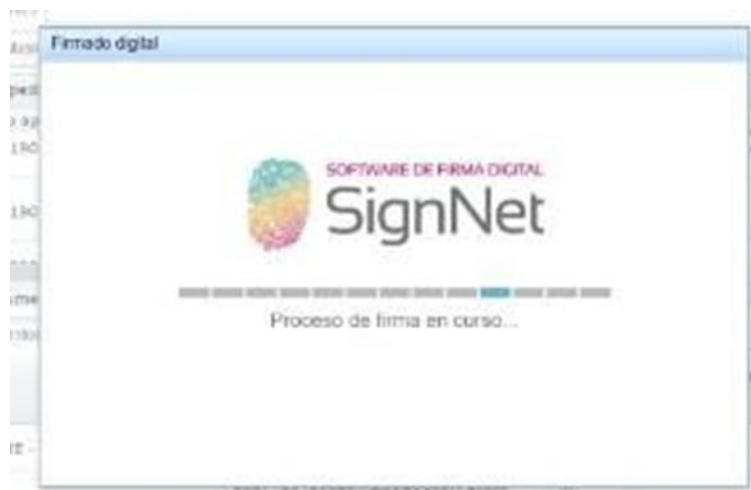 Firmado digital
SOFTWARE DE FIRMA DIGITAL
SignNet
Proceso de firma en curso...